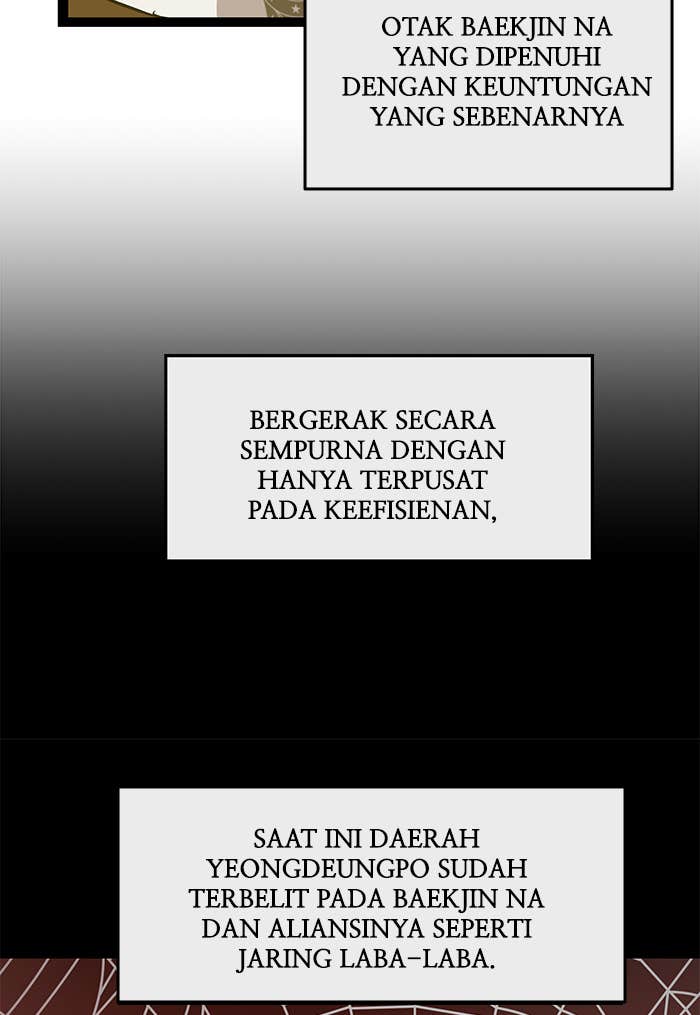 OTAK BAEKJIN NA
YANG DIPENUHI
DENGAN KEUNTUNGAN
YANG SEBENARNYA
BERGERAK SECARA
SEMPURNA DENGAN
HANYA TERPUSAT
PADA KEEFISIENAN,
SAAT INI DAERAH
YEONGDEUNGPO SUDAH
TERBELIT PADA BAEKJIN NA
DAN ALIANSINYA SEPERTI
JARING LABA-LABA.